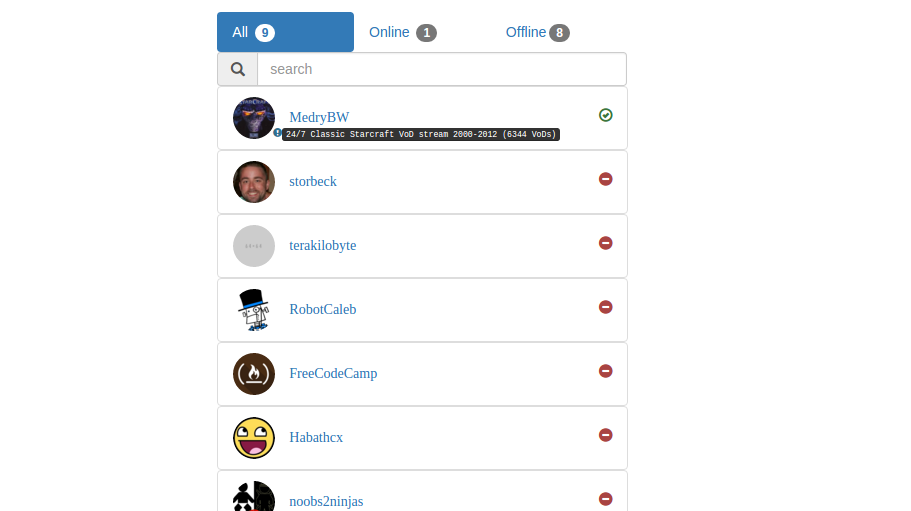 All 9 Online 1 Offline 8
search
MedryBW
24/7 Classic Starcraft VoD stream 2000-2012 (6344 VoDs)
storbeck
terakilobyte
RobotCaleb
FreeCodeCamp
Habathcx
noobs2ninjas